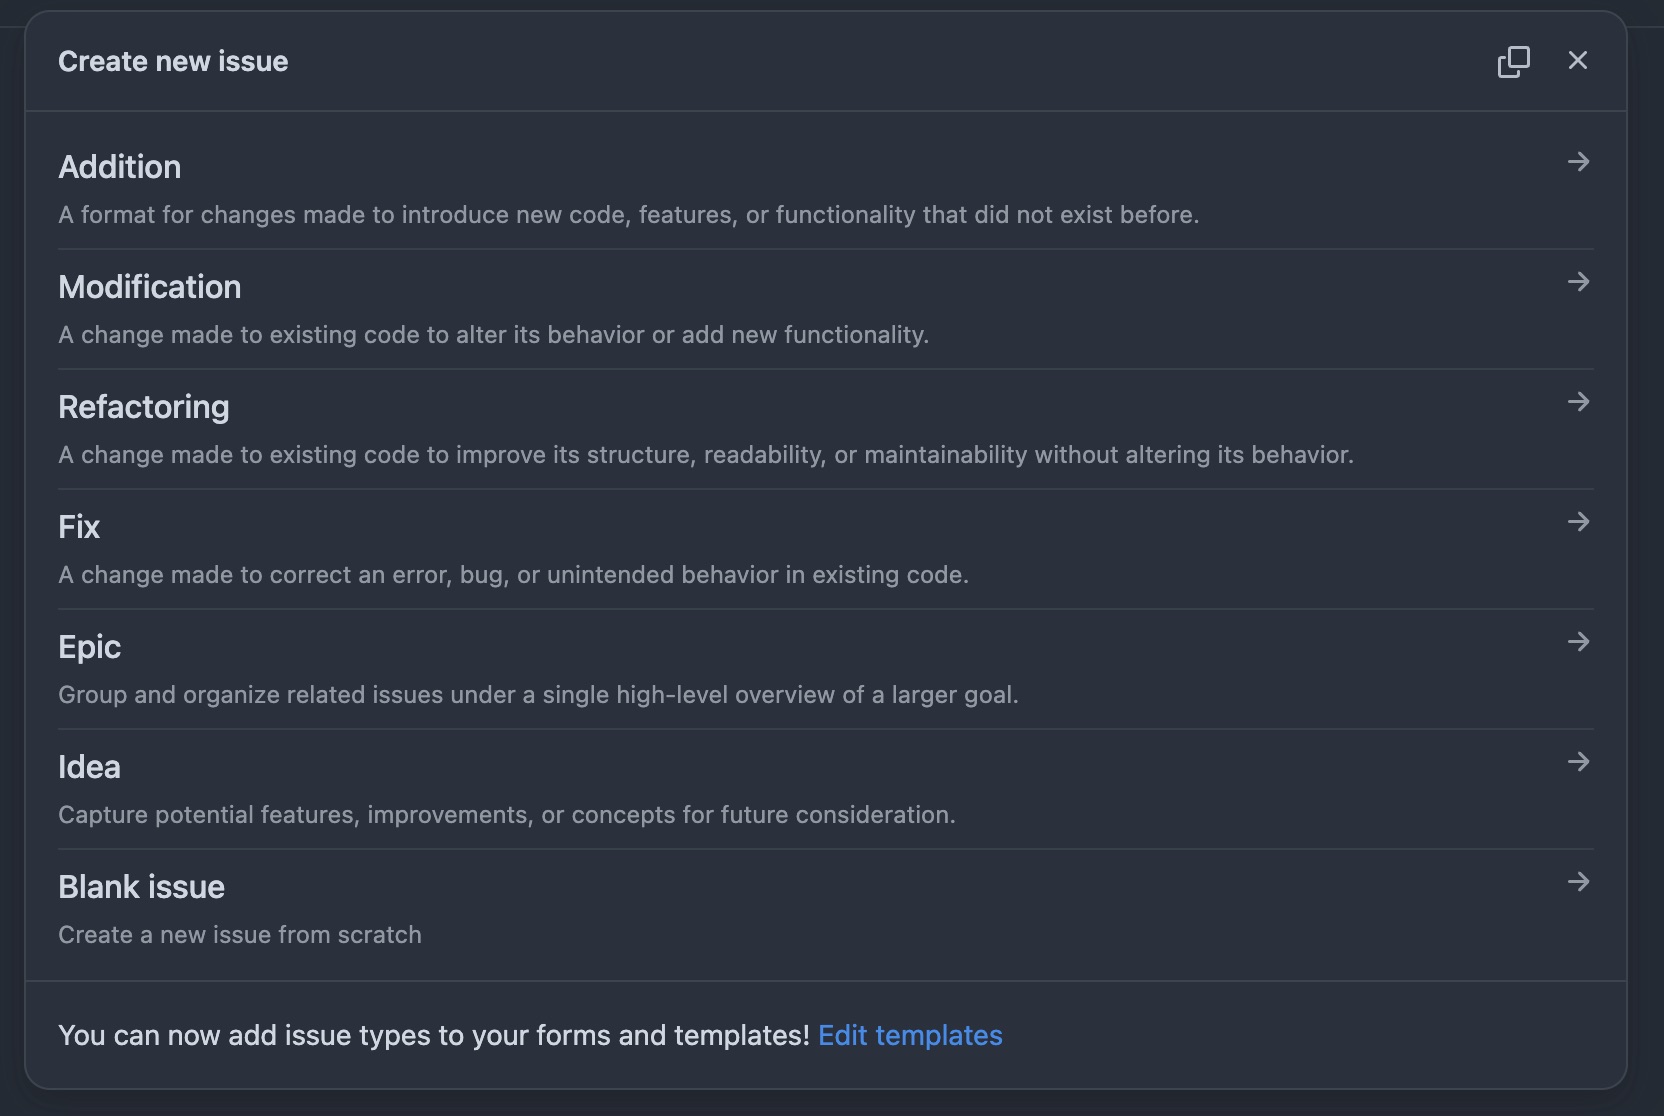 Create new issue
Addition
A format for changes made to introduce new code, features, or functionality that did not exist before.
Modification
A change made to existing code to alter its behavior or add new functionality.
Refactoring
A change made to existing code to improve its structure, readability, or maintainability without altering its behavior.
Fix
A change made to correct an error, bug, or unintended behavior in existing code.
Epic
Group and organize related issues under a single high-level overview of a larger goal.
Idea
Capture potential features, improvements, or concepts for future consideration.
Blank issue
Create a new issue from scratch
You can now add issue types to your forms and templates! Edit templates